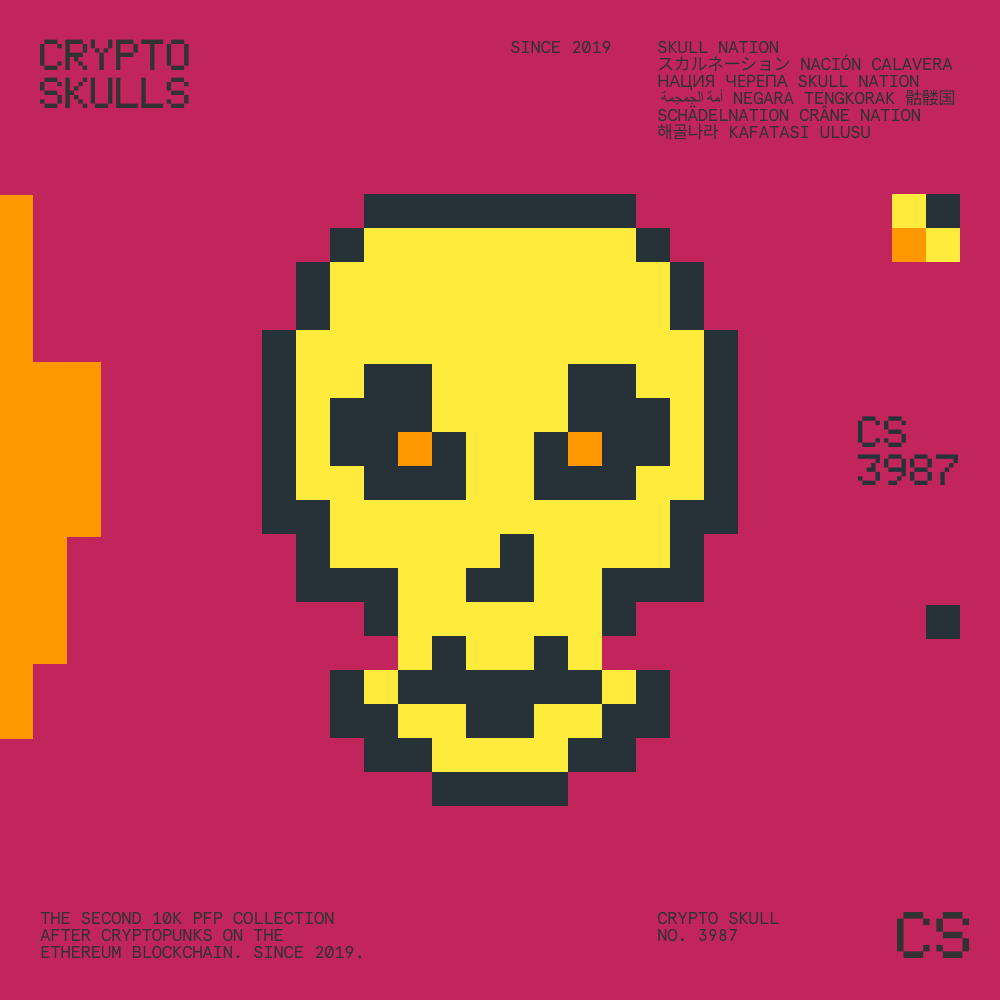 CRYPTO
SKULLS
SINCE 2019
SKULL NATION
スカルネーション NACIÓN CALAVERA
НАЦИЯ ЧЕРЕПА SKULL NATION
أمة الجمجمة NEGARA TENGKORAK 骷髅国
SCHÄDELNATION CRÂNE NATION
해골나라 KAFATASI ULUSU
CS
3987
THE SECOND 10K PFP COLLECTION
AFTER CRYPTOPUNKS ON THE
ETHEREUM BLOCKCHAIN. SINCE 2019.
CRYPTO SKULL
NO. 3987
CS